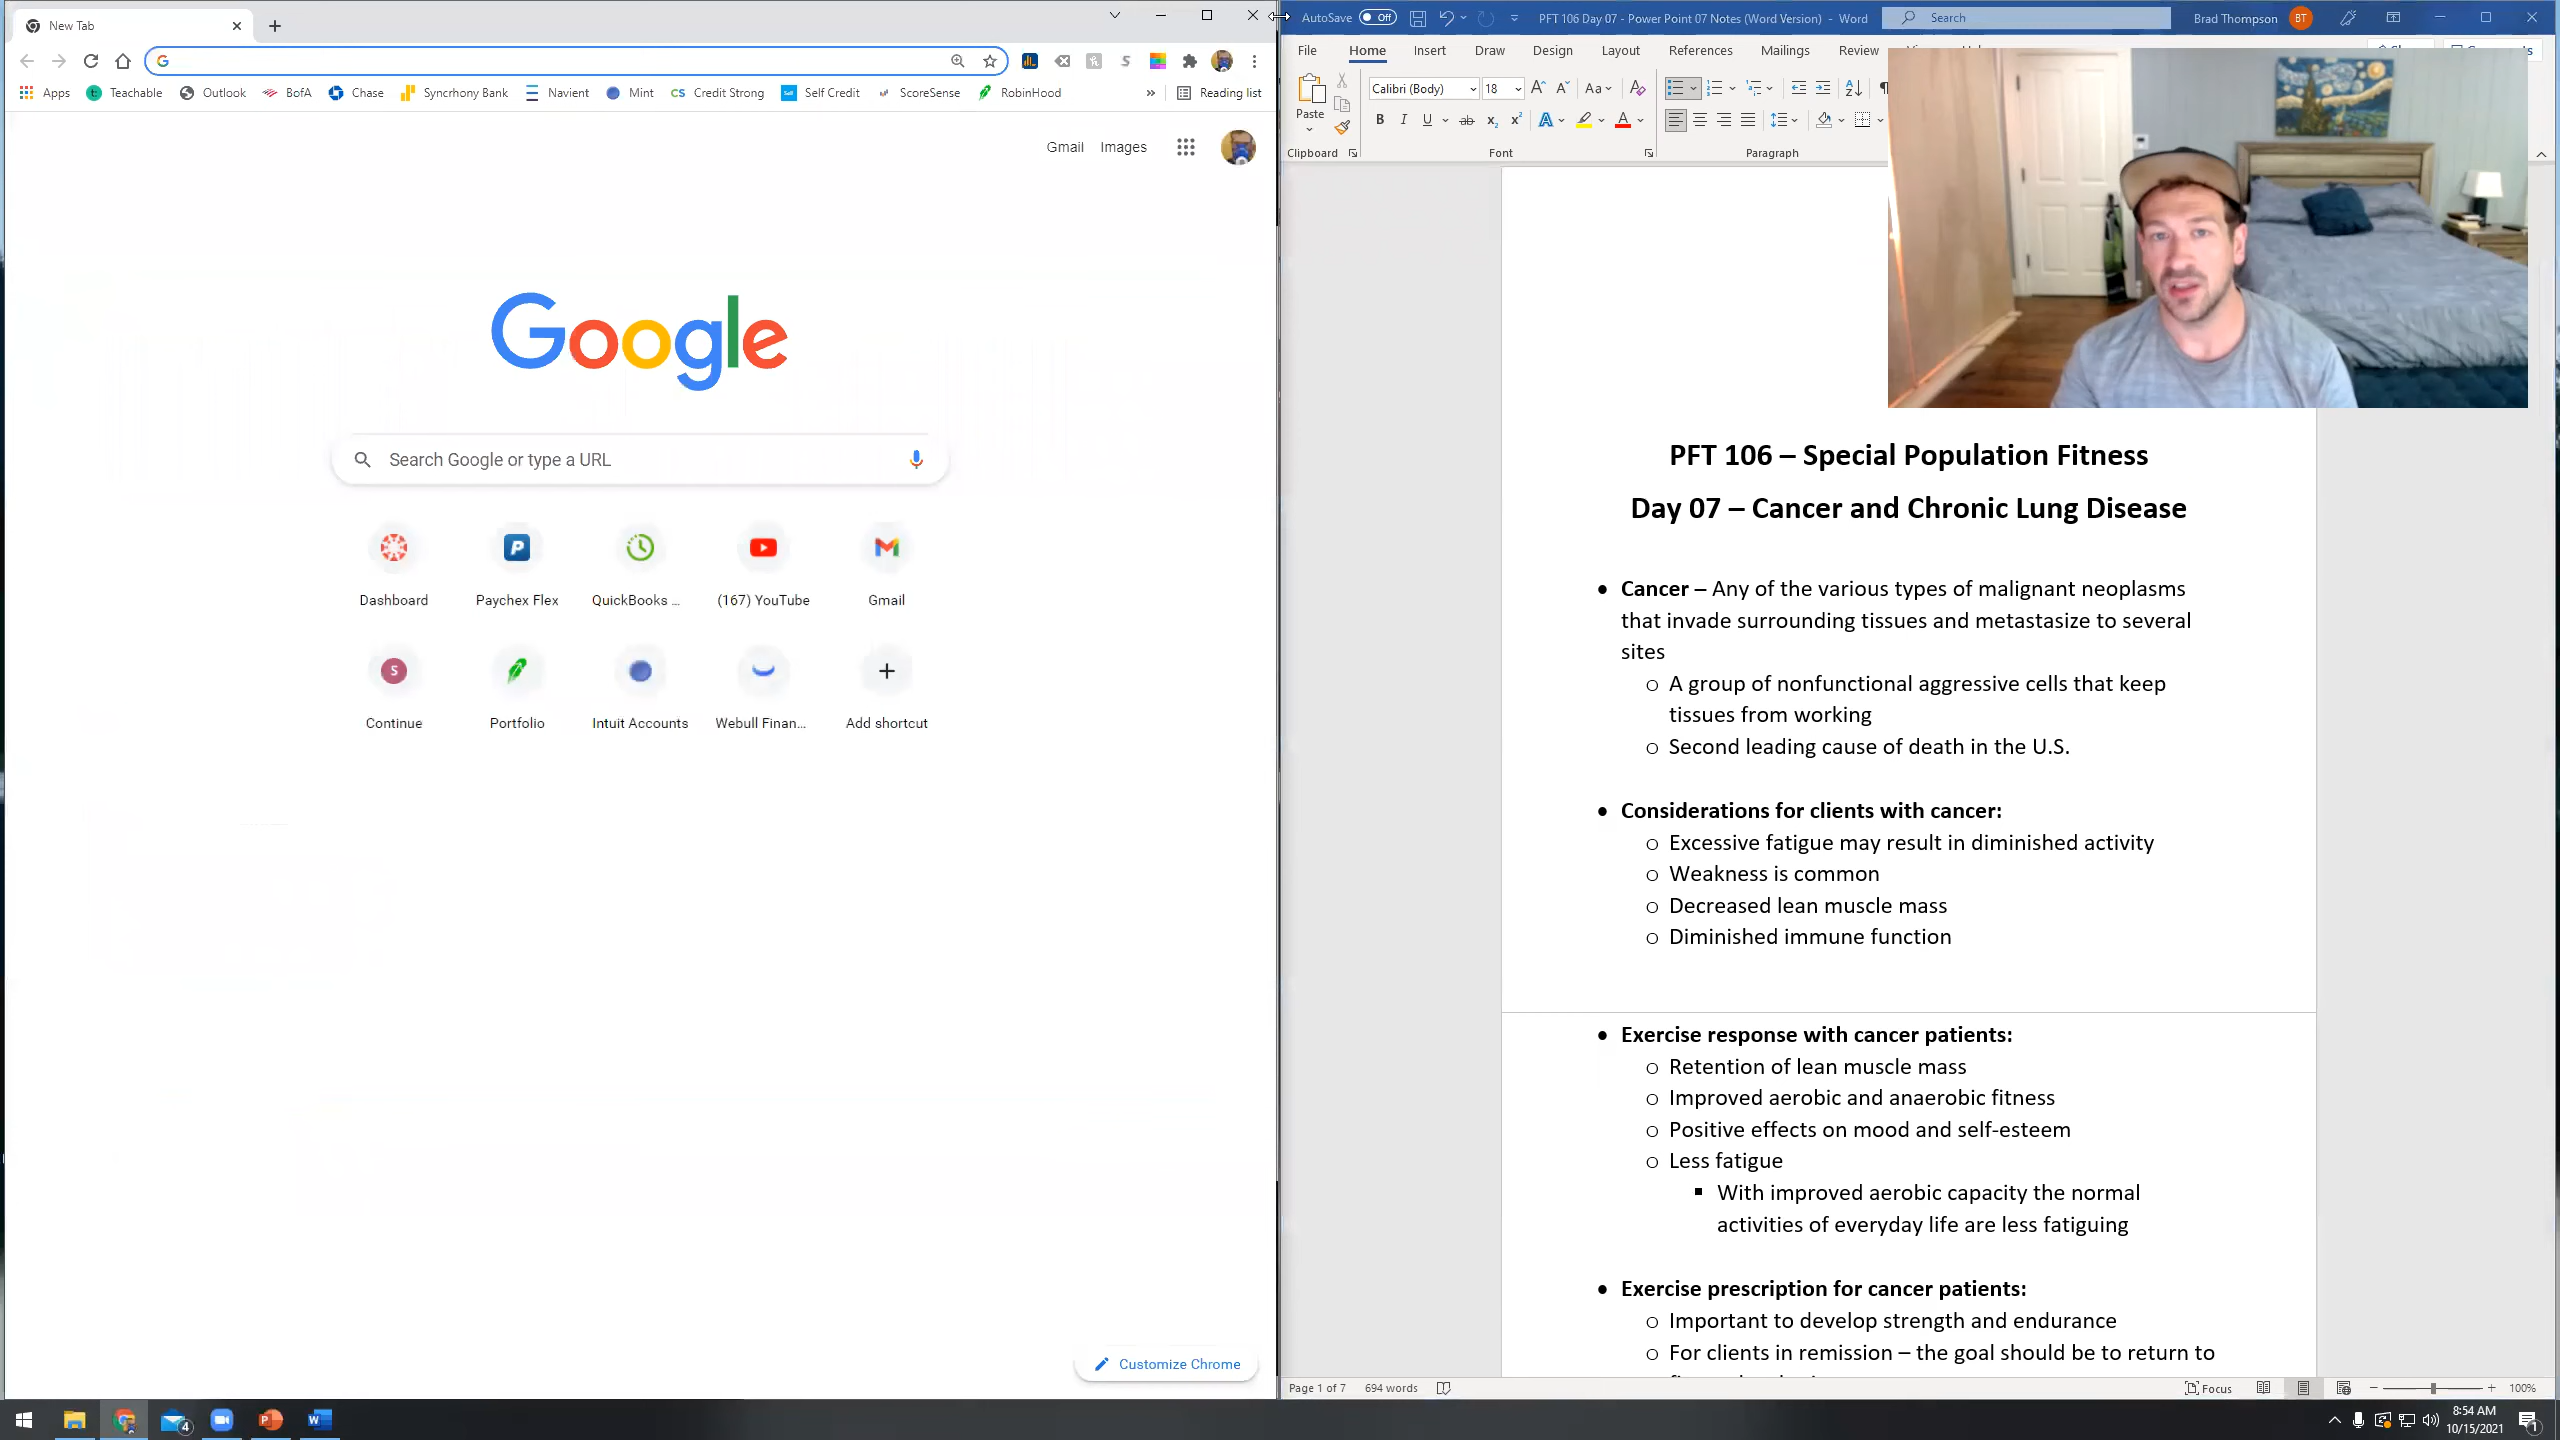 New Tab
Apps Teachable Outlook BofA Chase Syncrhony Bank Navient Mint CS Credit Strong Self Credit ScoreSense RobinHood » Reading list
Gmail Images
Google
Search Google or type a URL
Dashboard Paychex Flex QuickBooks ... (167) YouTube Gmail
S
Continue Portfolio Intuit Accounts Webull Finan... Add shortcut
Customize Chrome
AutoSave Off PFT 106 Day 07 - Power Point 07 Notes (Word Version) - Word Search Brad Thompson BT
File Home Insert Draw Design Layout References Mailings Review
Paste Calibri (Body) 18 Aa
B I U ab x2 x2 A A
Clipboard Font Paragraph
PFT 106 – Special Population Fitness
Day 07 – Cancer and Chronic Lung Disease
• Cancer – Any of the various types of malignant neoplasms
that invade surrounding tissues and metastasize to several
sites
o A group of nonfunctional aggressive cells that keep
tissues from working
o Second leading cause of death in the U.S.
• Considerations for clients with cancer:
o Excessive fatigue may result in diminished activity
o Weakness is common
o Decreased lean muscle mass
o Diminished immune function
• Exercise response with cancer patients:
o Retention of lean muscle mass
o Improved aerobic and anaerobic fitness
o Positive effects on mood and self-esteem
o Less fatigue
▪ With improved aerobic capacity the normal
activities of everyday life are less fatiguing
• Exercise prescription for cancer patients:
o Important to develop strength and endurance
o For clients in remission – the goal should be to return to
Page 1 of 7 694 words Focus 100%
4
8:54 AM
10/15/2021
1